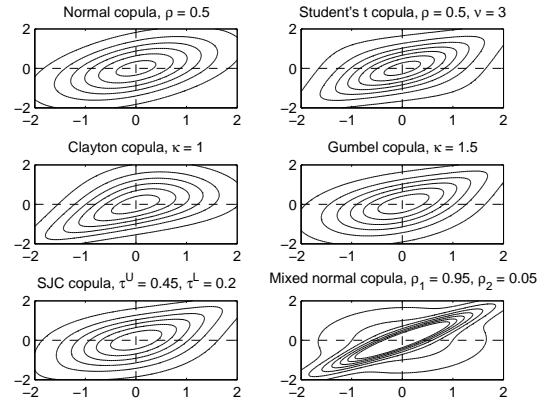 Normal copula, ρ = 0.5
2
0
−2
−2 −1 0 1 2
Student's t copula, ρ = 0.5, ν = 3
2
0
−2
−2 −1 0 1 2
Clayton copula, κ = 1
2
0
−2
−2 −1 0 1 2
Gumbel copula, κ = 1.5
2
0
−2
−2 −1 0 1 2
SJC copula, τᵁ = 0.45, τᴸ = 0.2
2
0
−2
−2 −1 0 1 2
Mixed normal copula, ρ₁ = 0.95, ρ₂ = 0.05
2
0
−2
−2 −1 0 1 2